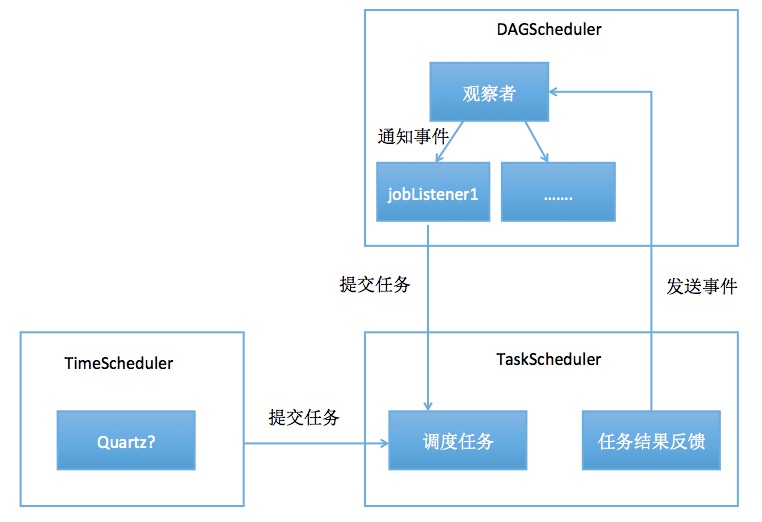 DAGScheduler
观察者
通知事件
jobListener1
.......
提交任务
发送事件
TimeScheduler
TaskScheduler
Quartz?
提交任务
调度任务
任务结果反馈